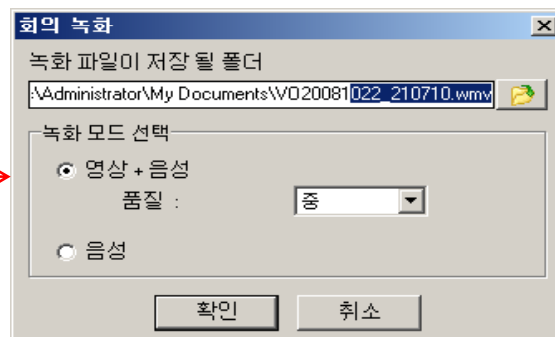 회의 녹화
녹화 파일이 저장 될 폴더
:\Administrator\My Documents\VO20081022_210710.wmv
녹화 모드 선택
영상 + 음성
품질 : 중
음성
확인 취소